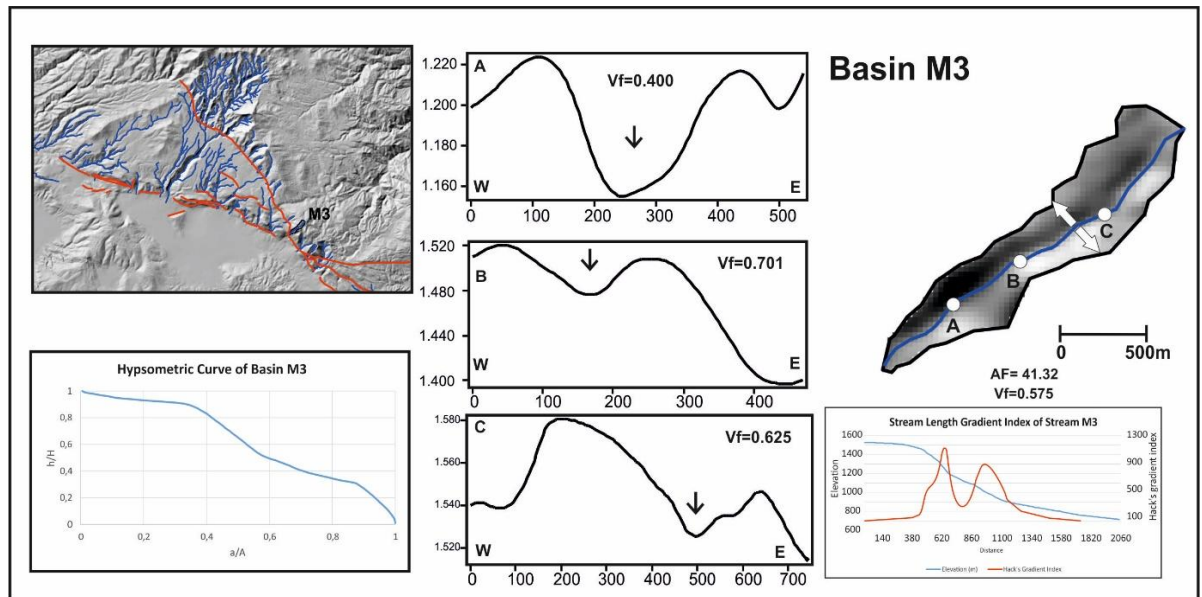 Basin M3
M3
A
Vf=0.400
1.220
1.200
1.180
1.160
W
E
0
100
200
300
400
500
B
Vf=0.701
1.520
1.480
1.440
1.400
W
E
0
100
200
300
400
C
Vf=0.625
1.580
1.560
1.540
1.520
W
E
0
100
200
300
400
500
600
700
A
B
C
0
500m
AF= 41.32
Vf=0.575
Hypsometric Curve of Basin M3
h/H
1
0,8
0,6
0,4
0,2
0
0
0,2
0,4
0,6
0,8
1
a/A
Stream Length Gradient Index of Stream M3
Elevation
1600
1400
1200
1000
800
600
Hack's gradient index
1300
900
500
100
140 380 620 860 1100 1340 1580 1820 2060
Distance
Elevation (m)
Hack's Gradient Index